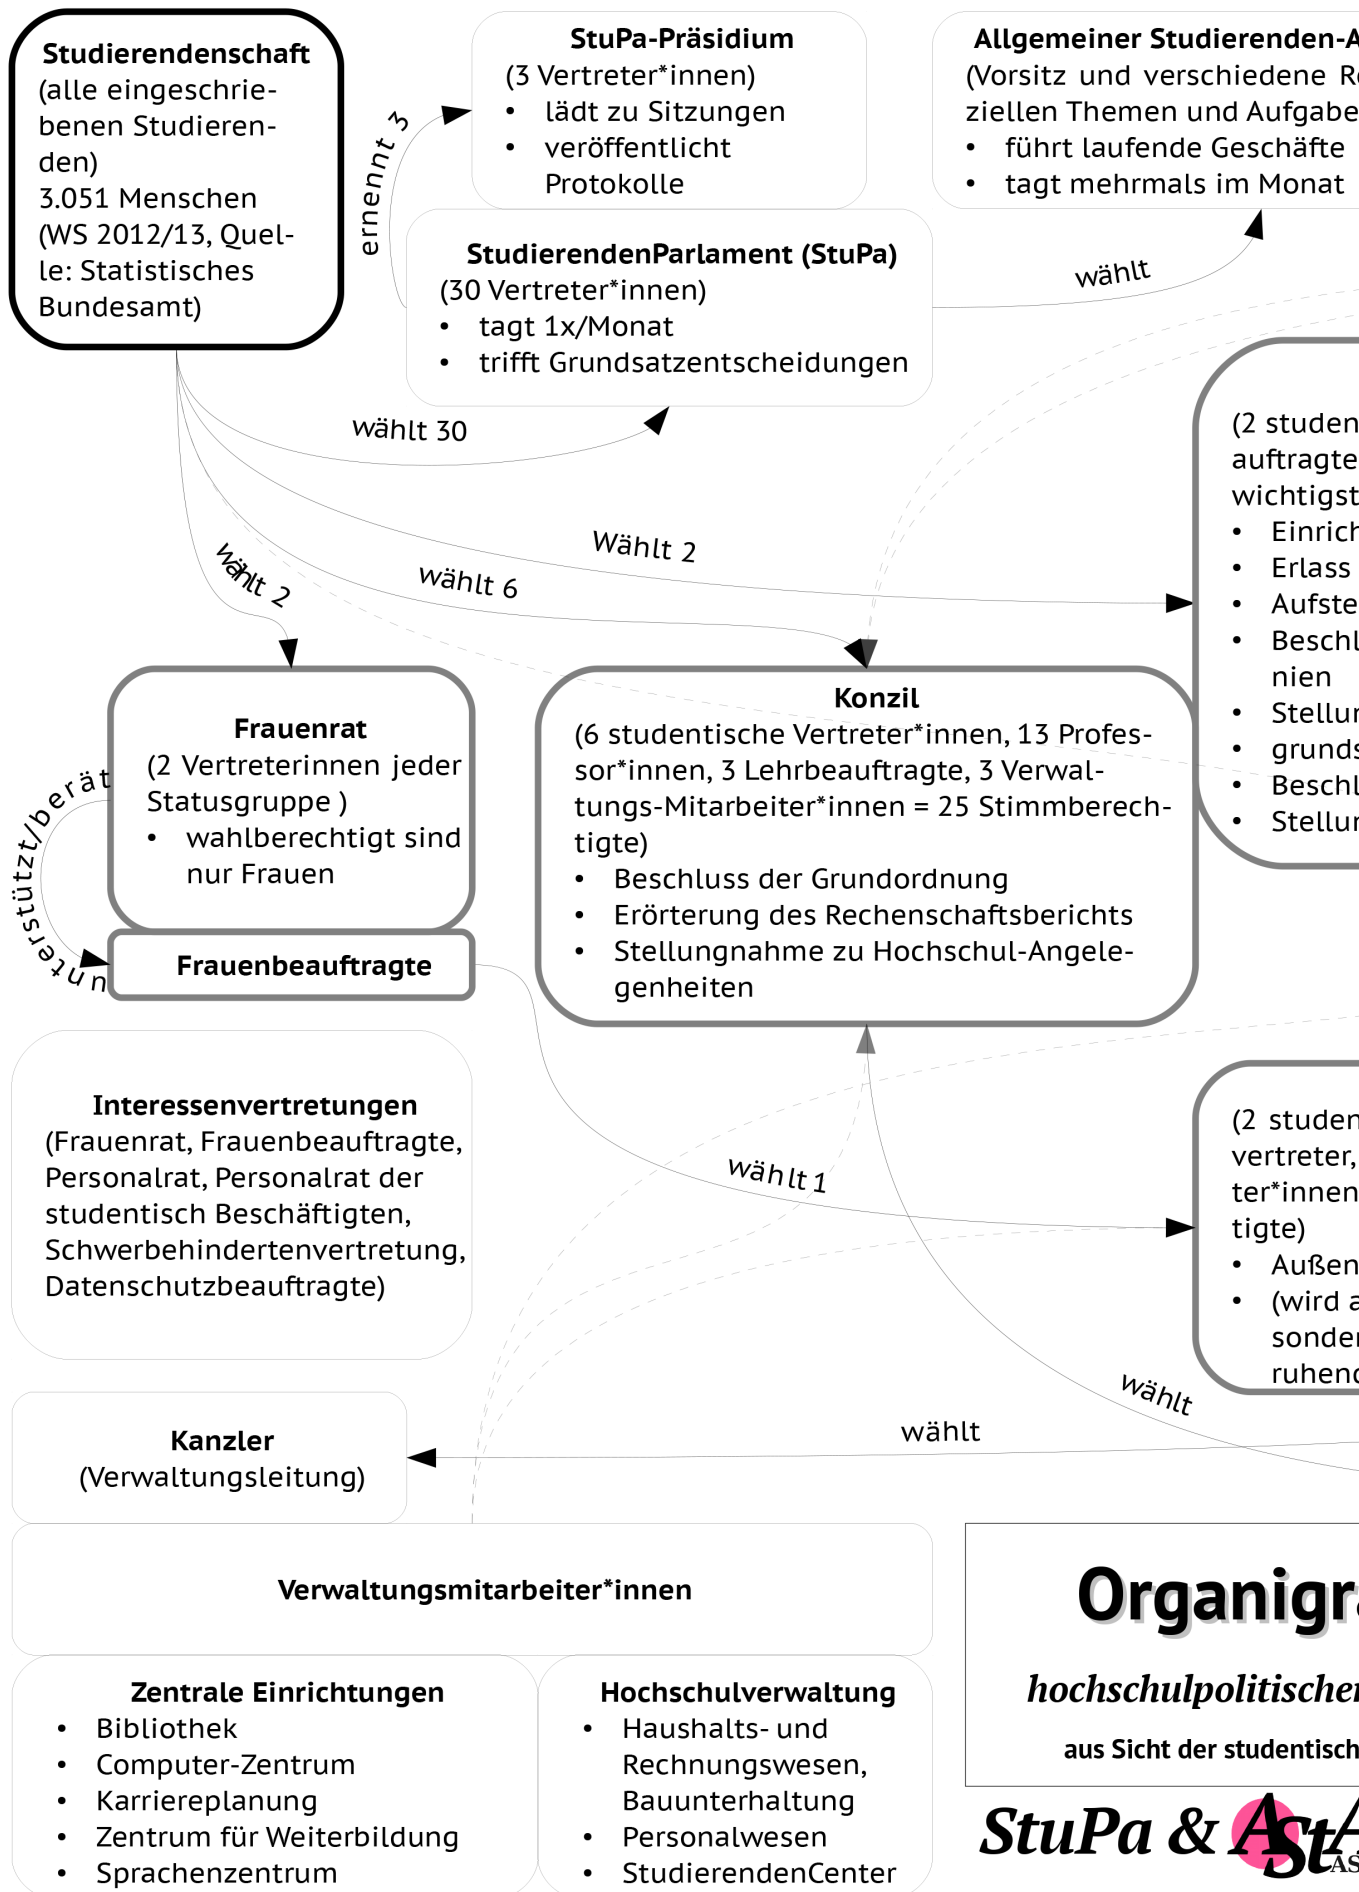 Studierendenschaft
(alle eingeschrie-
benen Studieren-
den)
3.051 Menschen
(WS 2012/13, Quel-
le: Statistisches
Bundesamt)
ernennt 3
StuPa-Präsidium
(3 Vertreter*innen)
• lädt zu Sitzungen
• veröffentlicht
Protokolle
StudierendenParlament (StuPa)
(30 Vertreter*innen)
• tagt 1x/Monat
• trifft Grundsatzentscheidungen
Allgemeiner Studierenden-A
(Vorsitz und verschiedene Re
ziellen Themen und Aufgabe
• führt laufende Geschäfte
• tagt mehrmals im Monat
wählt
wählt 30
Wählt 2
wählt 6
wählt 2
(2 studen
auftragte
wichtigst
• Einrich
• Erlass
• Aufste
• Beschl
nien
• Stellur
• grunds
• Beschl
• Stellur
Frauenrat
(2 Vertreterinnen jeder
Statusgruppe )
• wahlberechtigt sind
nur Frauen
unterstützt/berät
Frauenbeauftragte
Konzil
(6 studentische Vertreter*innen, 13 Profes-
sor*innen, 3 Lehrbeauftragte, 3 Verwal-
tungs-Mitarbeiter*innen = 25 Stimmberech-
tigte)
• Beschluss der Grundordnung
• Erörterung des Rechenschaftsberichts
• Stellungnahme zu Hochschul-Angele-
genheiten
Interessenvertretungen
(Frauenrat, Frauenbeauftragte,
Personalrat, Personalrat der
studentisch Beschäftigten,
Schwerbehindertenvertretung,
Datenschutzbeauftragte)
wählt 1
(2 studen
vertreter,
ter*innen
tigte)
• Außen
• (wird a
sonder
ruhend
wählt
wählt
Kanzler
(Verwaltungsleitung)
Verwaltungsmitarbeiter*innen
Zentrale Einrichtungen
• Bibliothek
• Computer-Zentrum
• Karriereplanung
• Zentrum für Weiterbildung
• Sprachenzentrum
Hochschulverwaltung
• Haushalts- und
Rechnungswesen,
Bauunterhaltung
• Personalwesen
• StudierendenCenter
Organigra
hochschulpolitischer
aus Sicht der studentisch
StuPa & AStA
AS